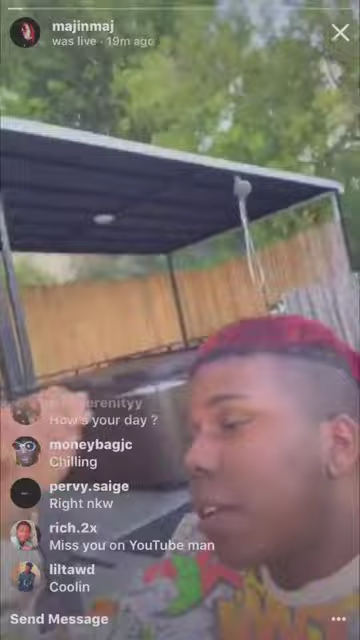 majinmaj
was live · 19m ago
erenityy
How's your day ?
moneybagjc
Chilling
pervy.saige
Right nkw
rich.2x
Miss you on YouTube man
liltawd
Coolin
Send Message